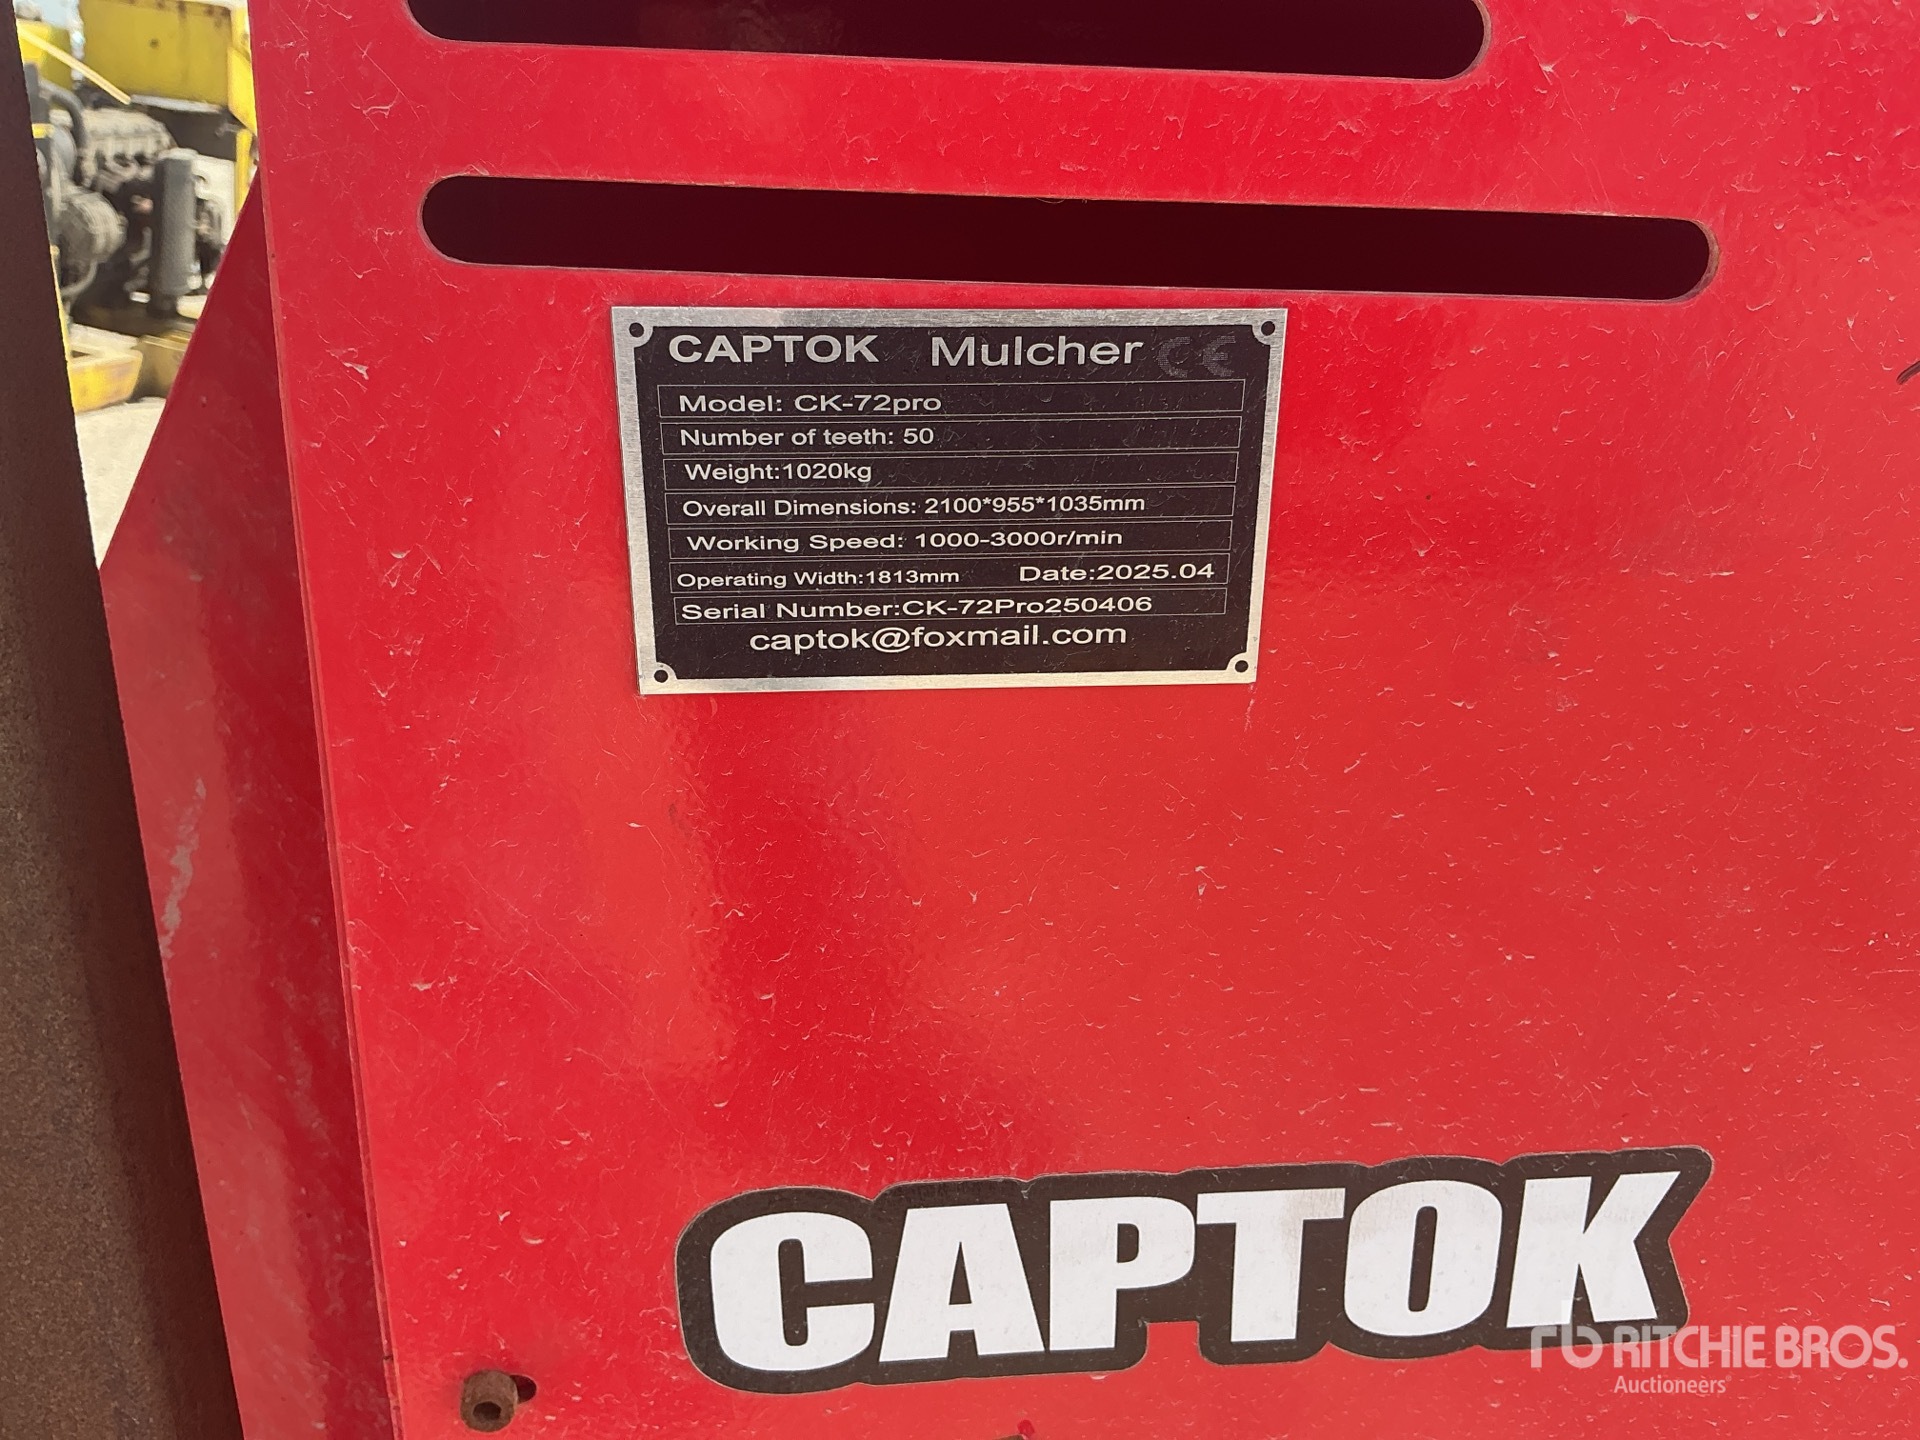 CAPTOK Mulcher CE
Model: CK-72pro
Number of teeth: 50
Weight:1020kg
Overall Dimensions: 2100*955*1035mm
Working Speed: 1000-3000r/min
Operating Width:1813mm Date:2025.04
Serial Number:CK-72Pro250406
captok@foxmail.com
CAPTOK
rb RITCHIE BROS.
Auctioneers